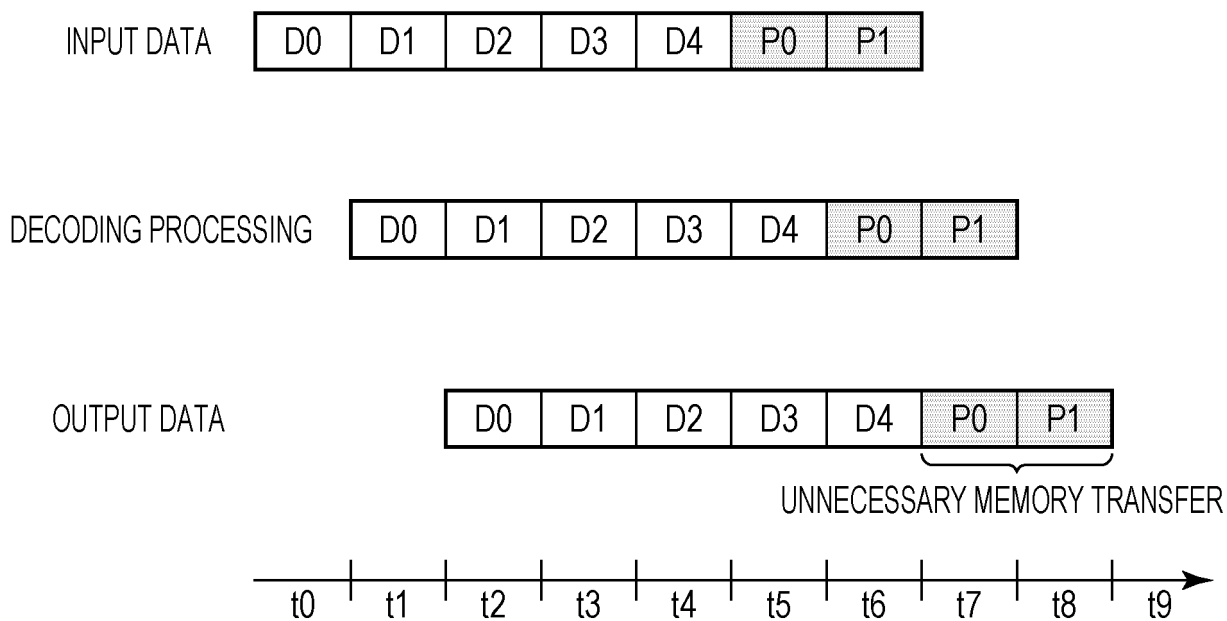 INPUT DATA D0 D1 D2 D3 D4 P0 P1
DECODING PROCESSING D0 D1 D2 D3 D4 P0 P1
OUTPUT DATA D0 D1 D2 D3 D4 P0 P1
UNNECESSARY MEMORY TRANSFER
t0 t1 t2 t3 t4 t5 t6 t7 t8 t9